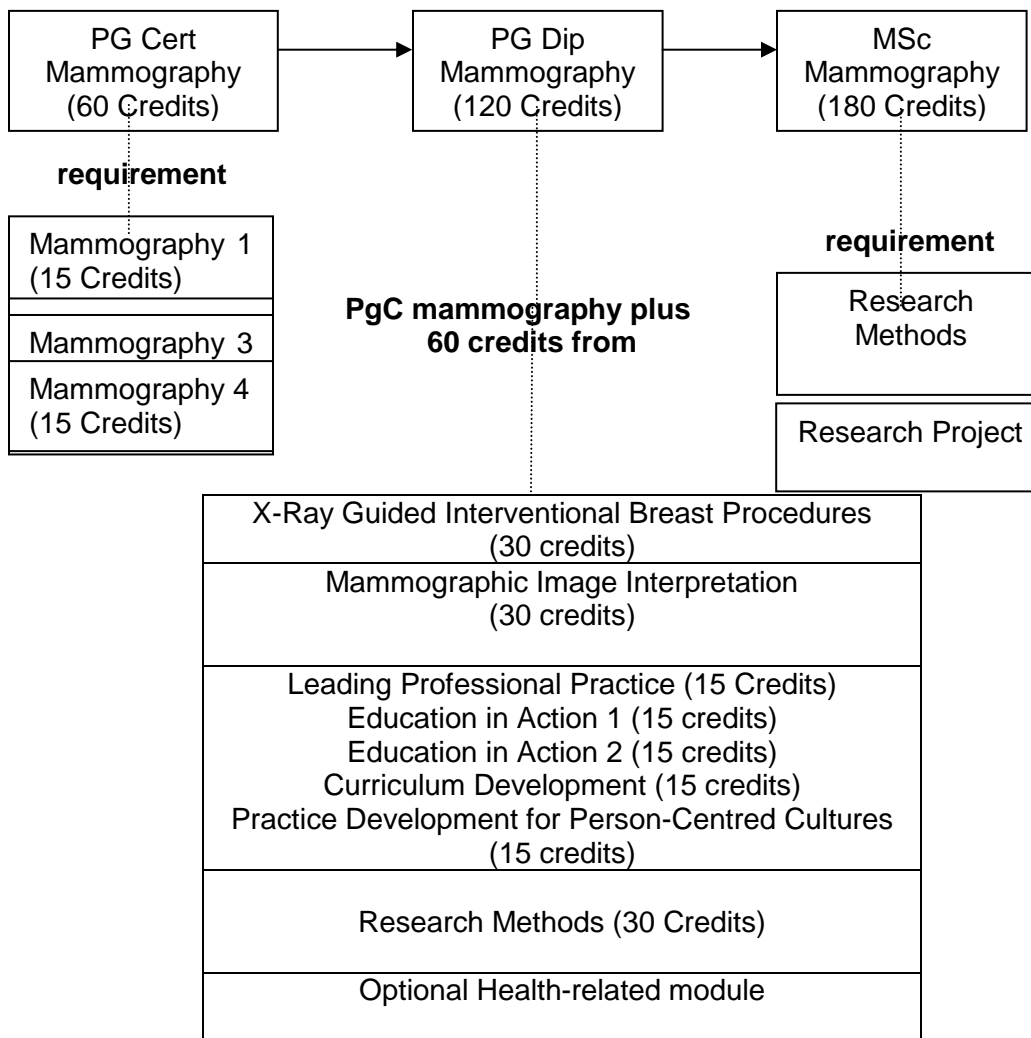 PG Cert
Mammography
(60 Credits)
PG Dip
Mammography
(120 Credits)
MSc
Mammography
(180 Credits)
requirement
Mammography 1
(15 Credits)
Mammography 3
Mammography 4
(15 Credits)
PgC mammography plus
60 credits from
requirement
Research
Methods
Research Project
X-Ray Guided Interventional Breast Procedures
(30 credits)
Mammographic Image Interpretation
(30 credits)
Leading Professional Practice (15 Credits)
Education in Action 1 (15 credits)
Education in Action 2 (15 credits)
Curriculum Development (15 credits)
Practice Development for Person-Centred Cultures
(15 credits)
Research Methods (30 Credits)
Optional Health-related module